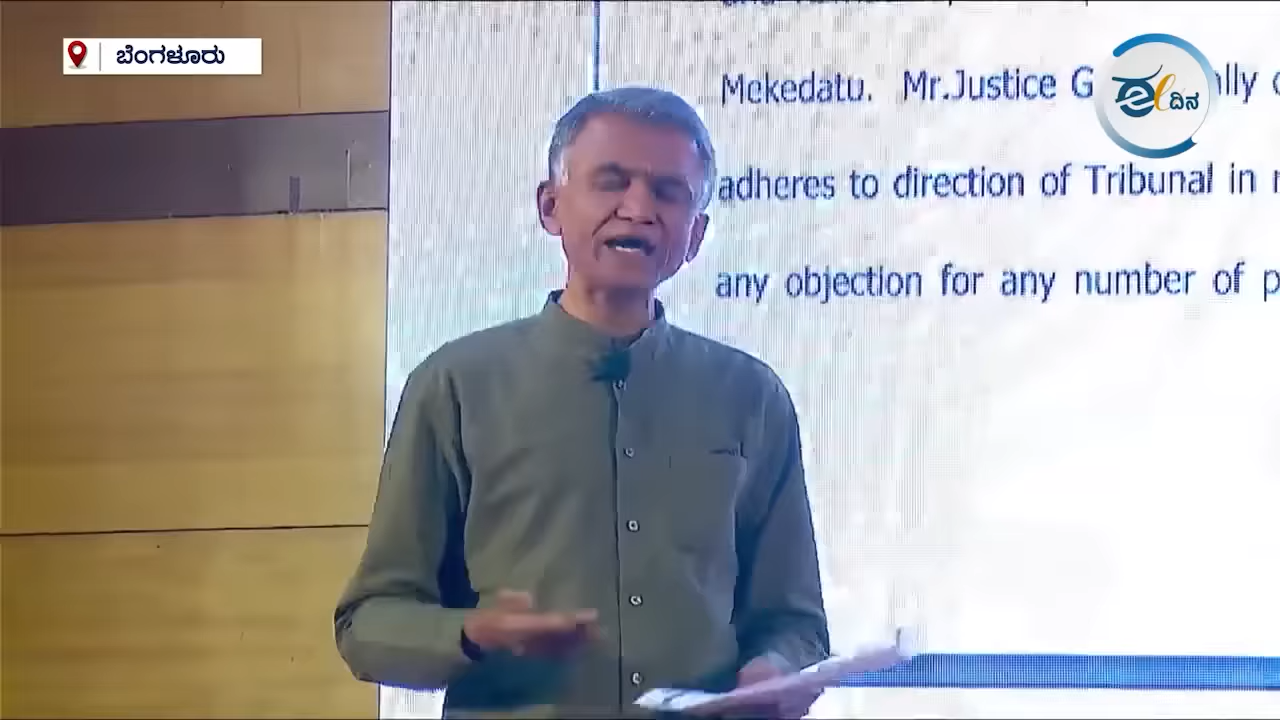 ಬೆಂಗಳೂರು
Mekedatu. Mr.Justice G
ದಿನ
adheres to direction of Tribunal in
any objection for any number of